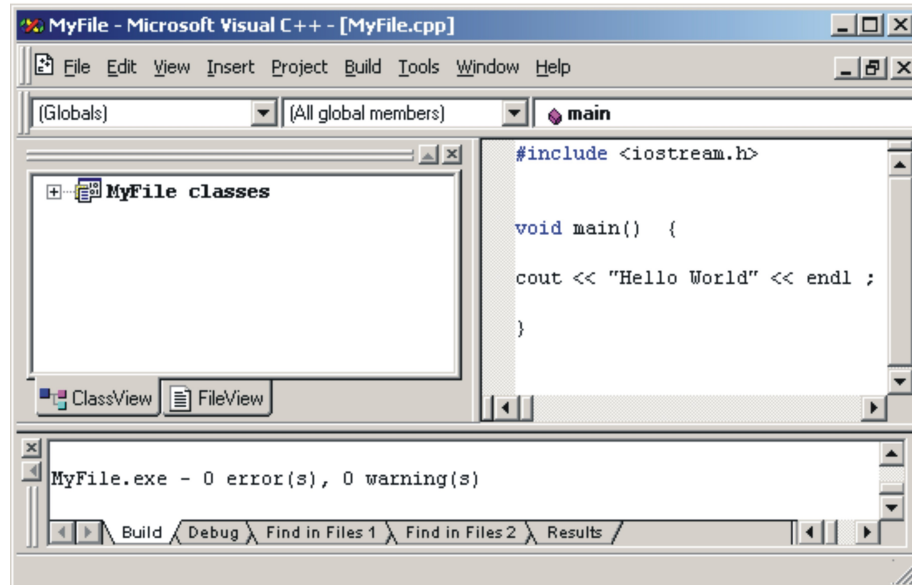 MyFile - Microsoft Visual C++ - [MyFile.cpp]
File Edit View Insert Project Build Tools Window Help
(Globals) (All global members) main
MyFile classes
ClassView FileView
#include <iostream.h>
void main() {
cout << "Hello World" << endl ;
}
MyFile.exe - 0 error(s), 0 warning(s)
Build Debug Find in Files 1 Find in Files 2 Results